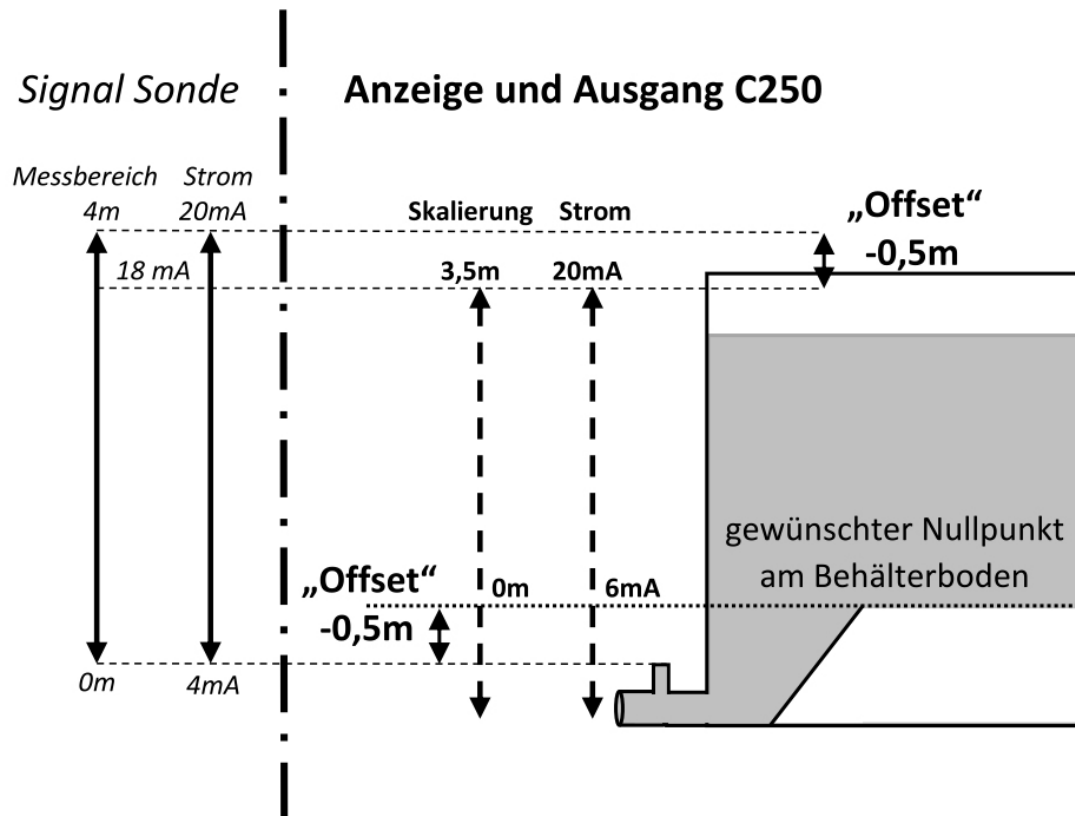 Signal Sonde
Anzeige und Ausgang C250
Messbereich Strom
4m 20mA
18 mA
Skalierung Strom
3,5m 20mA
„Offset“
-0,5m
gewünschter Nullpunkt
am Behälterboden
„Offset“
-0,5m
0m 6mA
0m 4mA